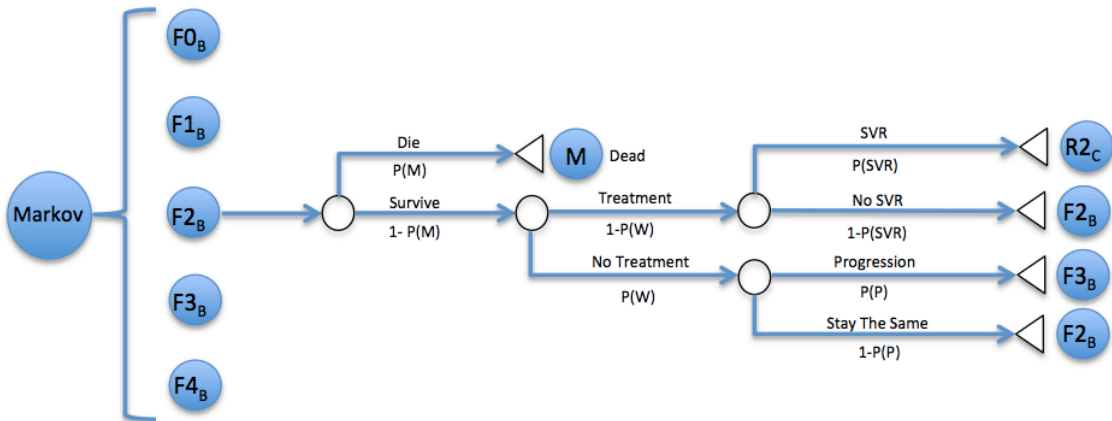 Markov
F0B
F1B
F2B
F3B
F4B
Die
P(M)
M Dead
Survive
1- P(M)
Treatment
1-P(W)
No Treatment
P(W)
SVR
P(SVR)
R2C
No SVR
1-P(SVR)
F2B
Progression
P(P)
F3B
Stay The Same
1-P(P)
F2B